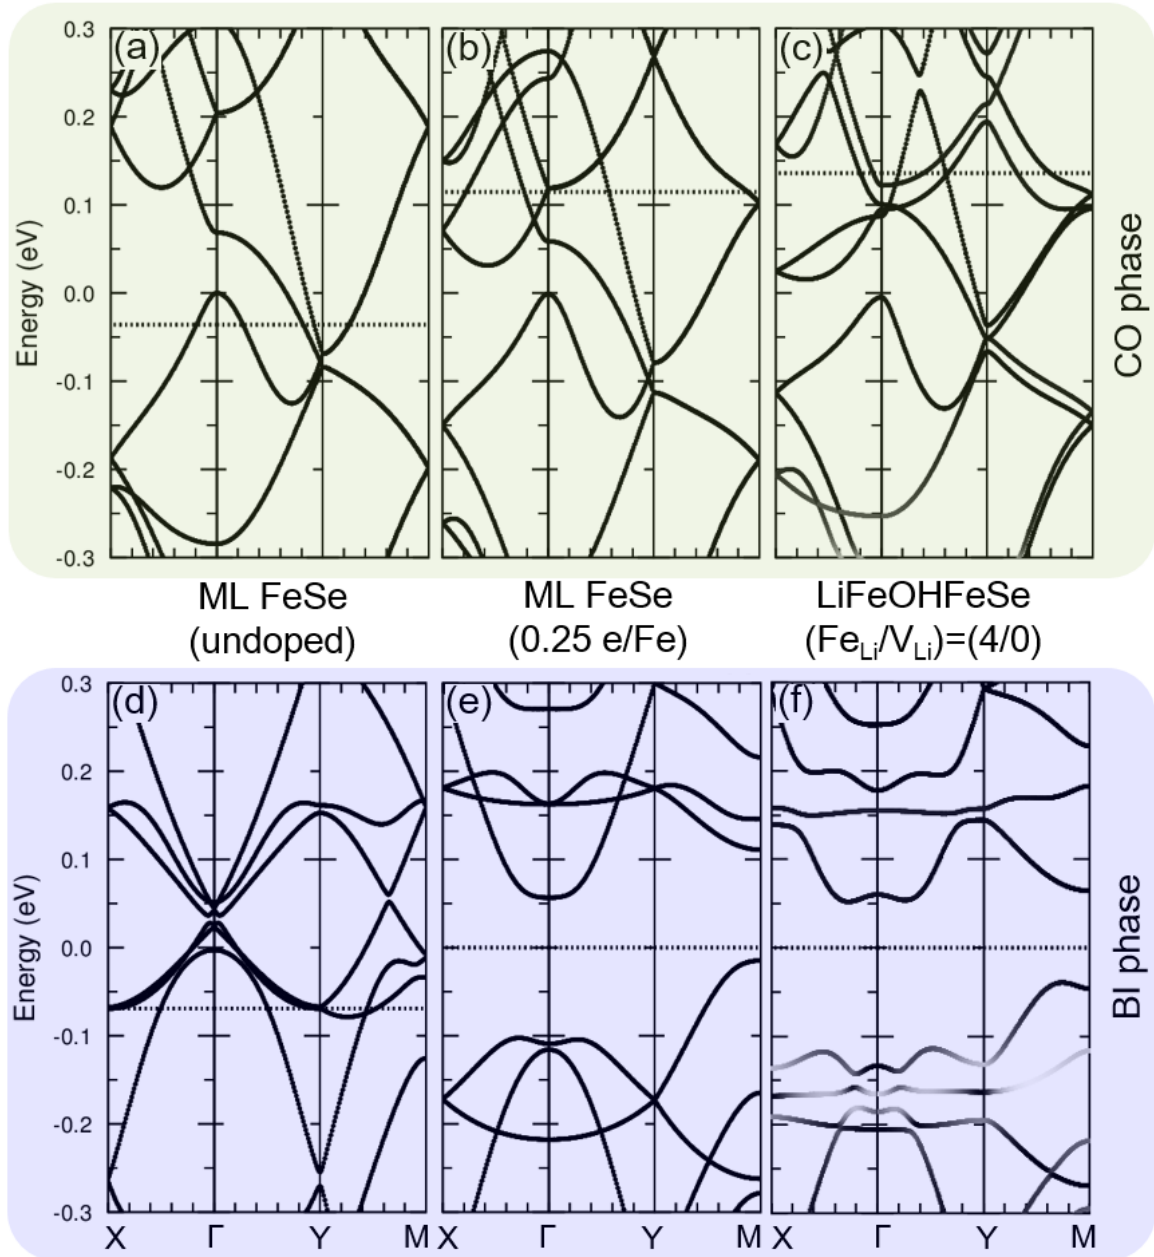 (a)
(b)
(c)
0.3
0.2
0.1
0.0
-0.1
-0.2
-0.3
Energy (eV)
CO phase
ML FeSe
(undoped)
ML FeSe
(0.25 e/Fe)
LiFeOHFeSe
(Fe_Li/V_Li)=(4/0)
(d)
(e)
(f)
0.3
0.2
0.1
0.0
-0.1
-0.2
-0.3
Energy (eV)
BI phase
X Γ Y M X Γ Y M X Γ Y M